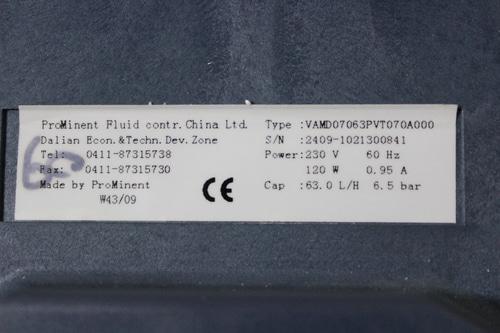 ProMinent Fluid contr. China Ltd.
Dalian Econ.&Techn. Dev. Zone
Tel: 0411-87315738
Fax: 0411-87315730
Made by ProMinent
W43/09
CE
Type :VAMD07063PVT070A000
S/N :2409-1021300841
Power:230 V 60 Hz
120 W 0.95 A
Cap :63.0 L/H 6.5 bar